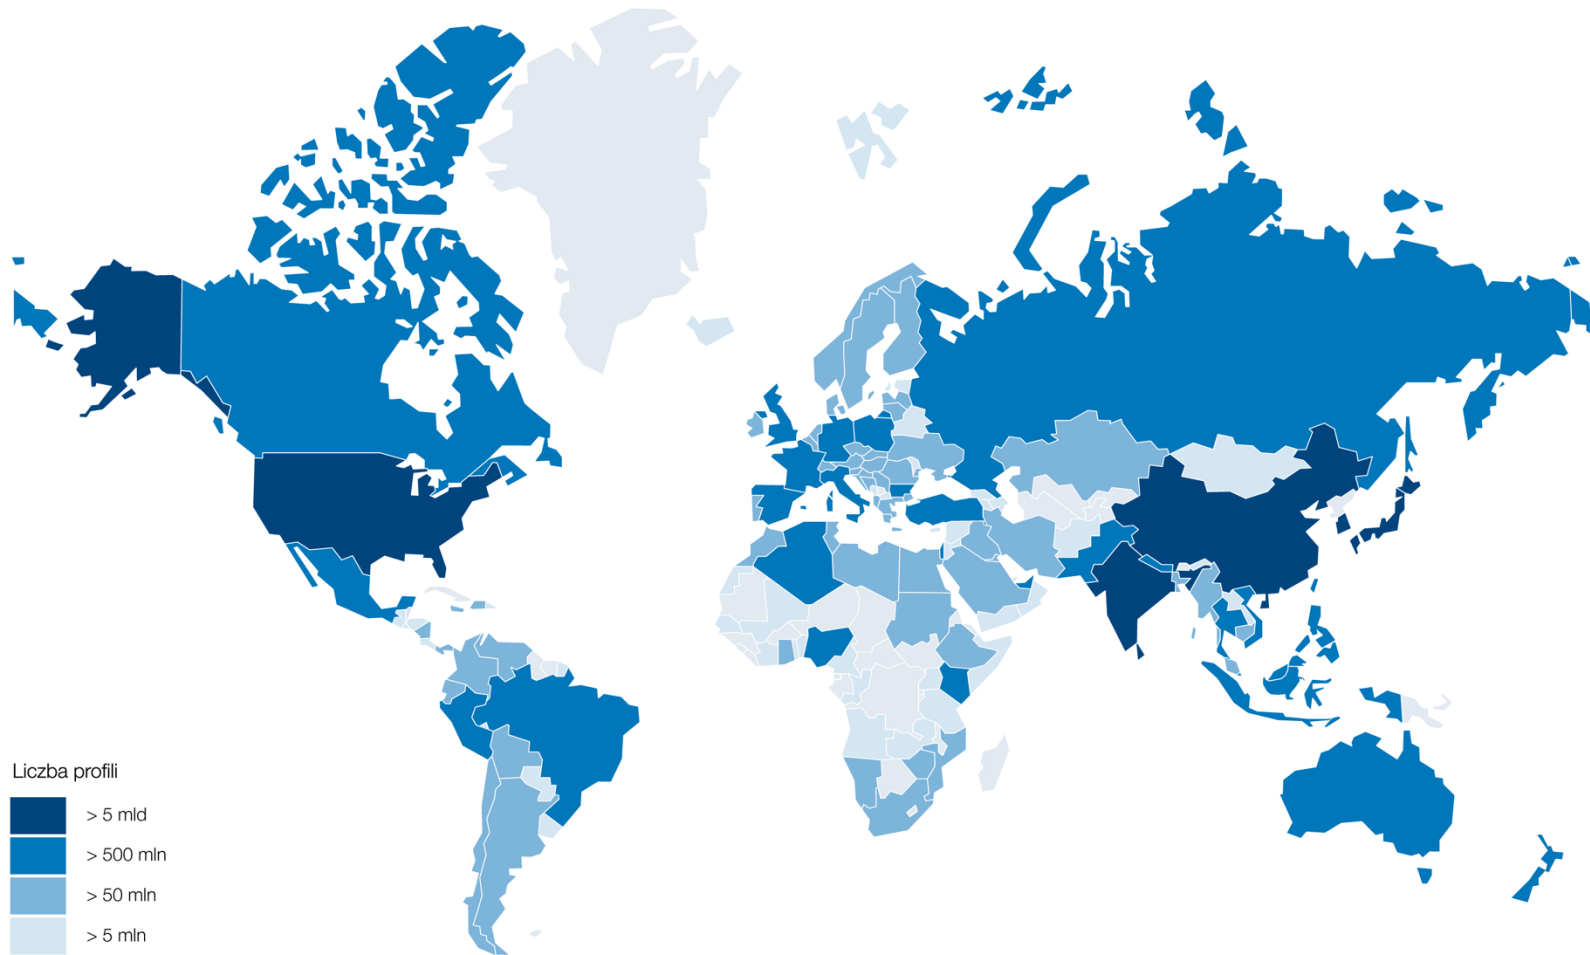 Liczba profili
> 5 mld
> 500 mln
> 50 mln
> 5 mln